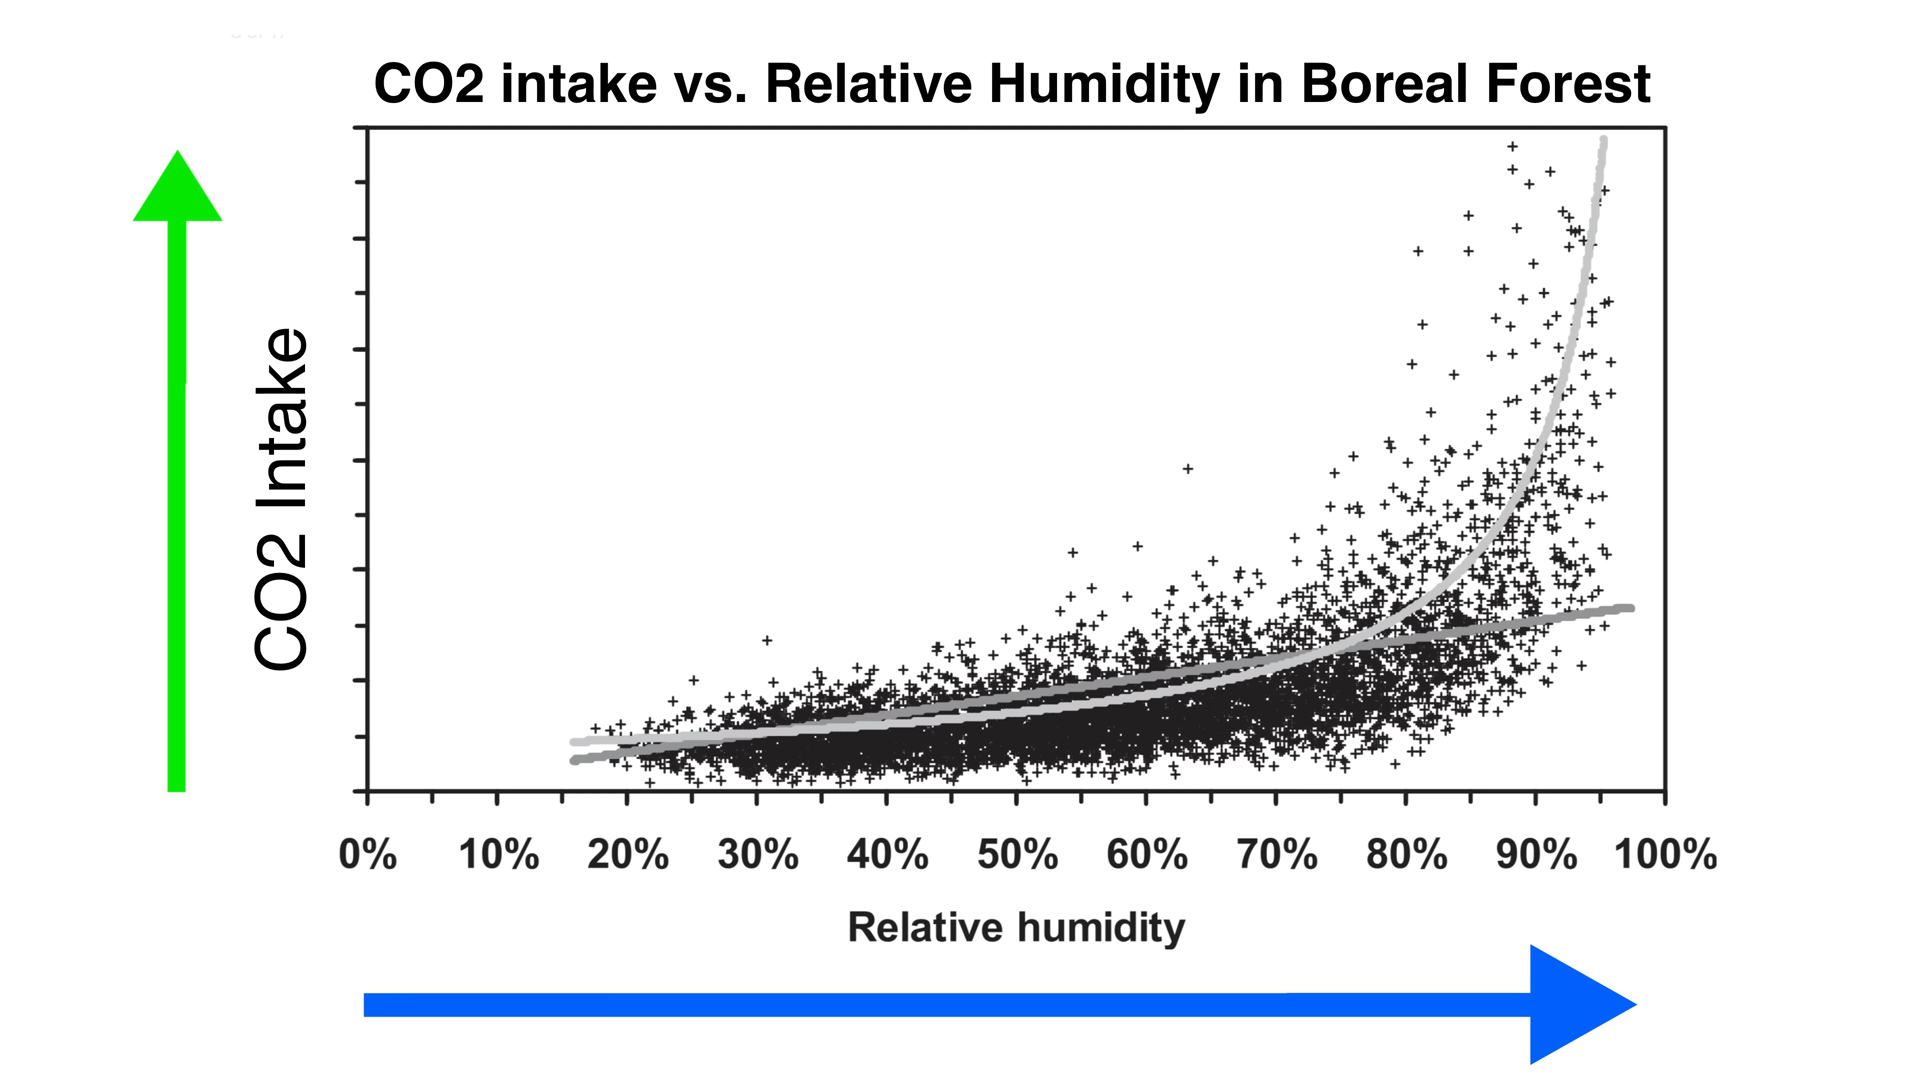 CO2 intake vs. Relative Humidity in Boreal Forest
CO2 Intake
0% 10% 20% 30% 40% 50% 60% 70% 80% 90% 100%
Relative humidity